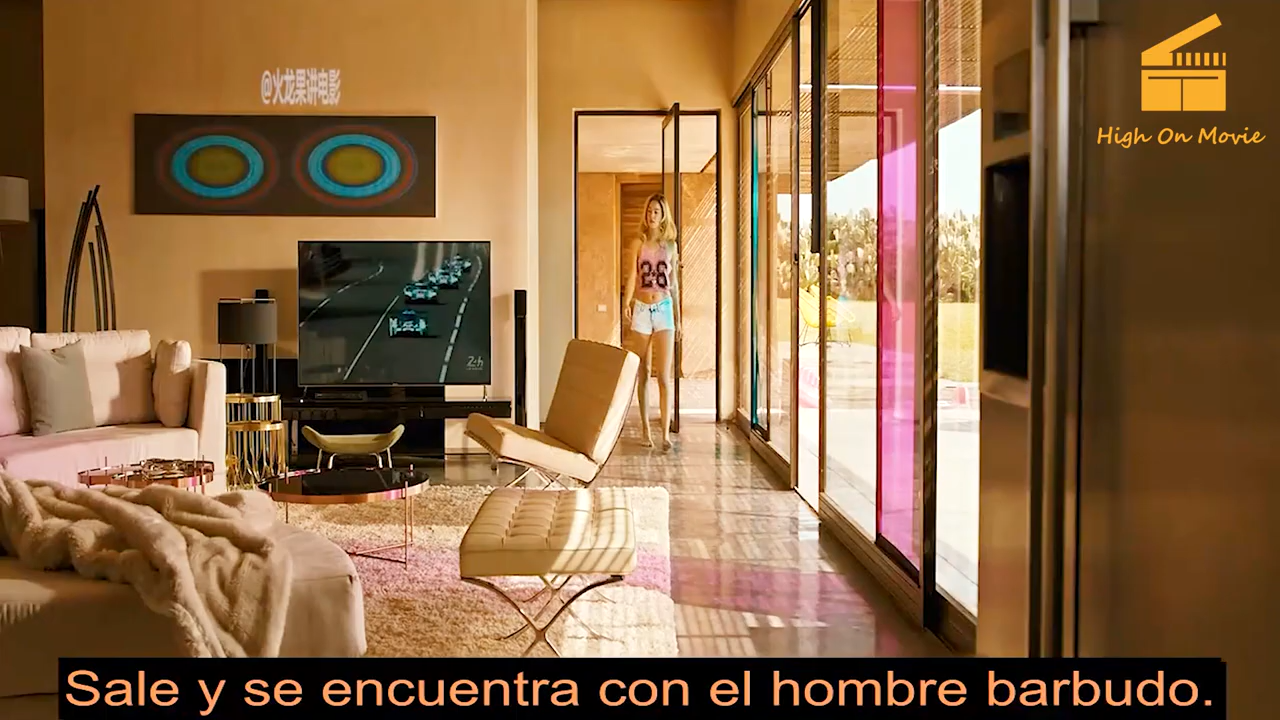 @火龙果讲电影
High On Movie
26
24h
Sale y se encuentra con el hombre barbudo.